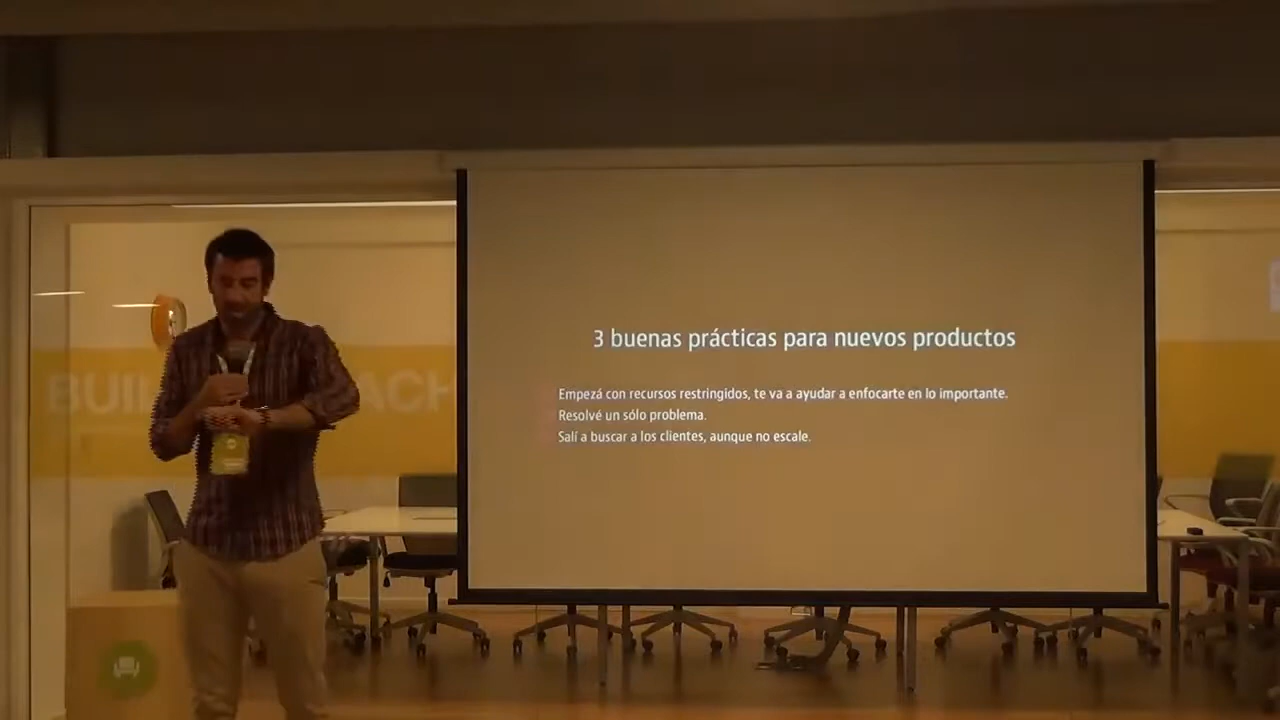 3 buenas prácticas para nuevos productos
Empezá con recursos restringidos, te va a ayudar a enfocarte en lo importante.
Resolvé un sólo problema.
Salí a buscar a los clientes, aunque no escale.